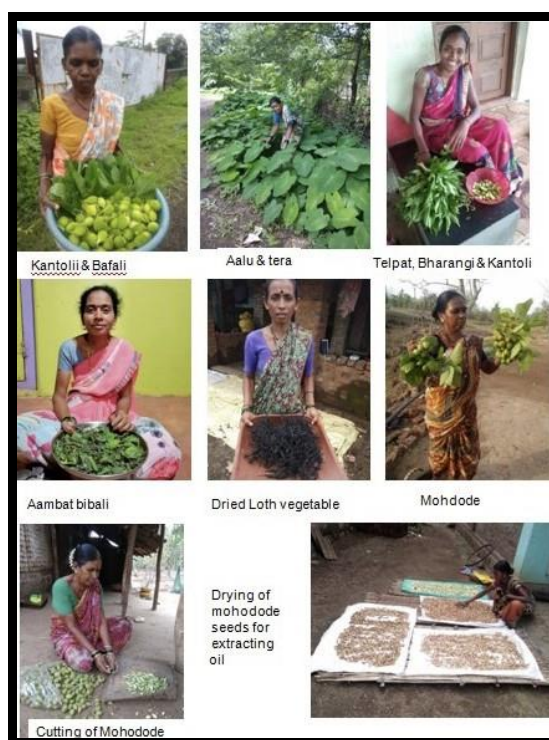 Kantolii & Bafali
Aalu & tera
Telpat, Bharangi & Kantoli
Aambat bibali
Dried Loth vegetable
Mohdode
Drying of
mohodode
seeds for
extracting
oil
Cutting of Mohodode